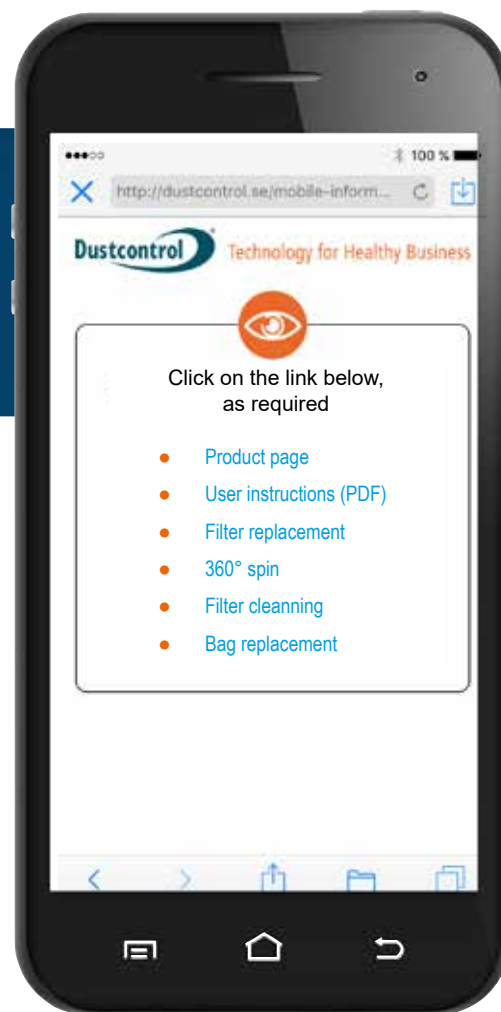 100 %
http://dustcontrol.se/mobile-inform...
Dustcontrol Technology for Healthy Business
Click on the link below,
as required
Product page
User instructions (PDF)
Filter replacement
360° spin
Filter cleanning
Bag replacement